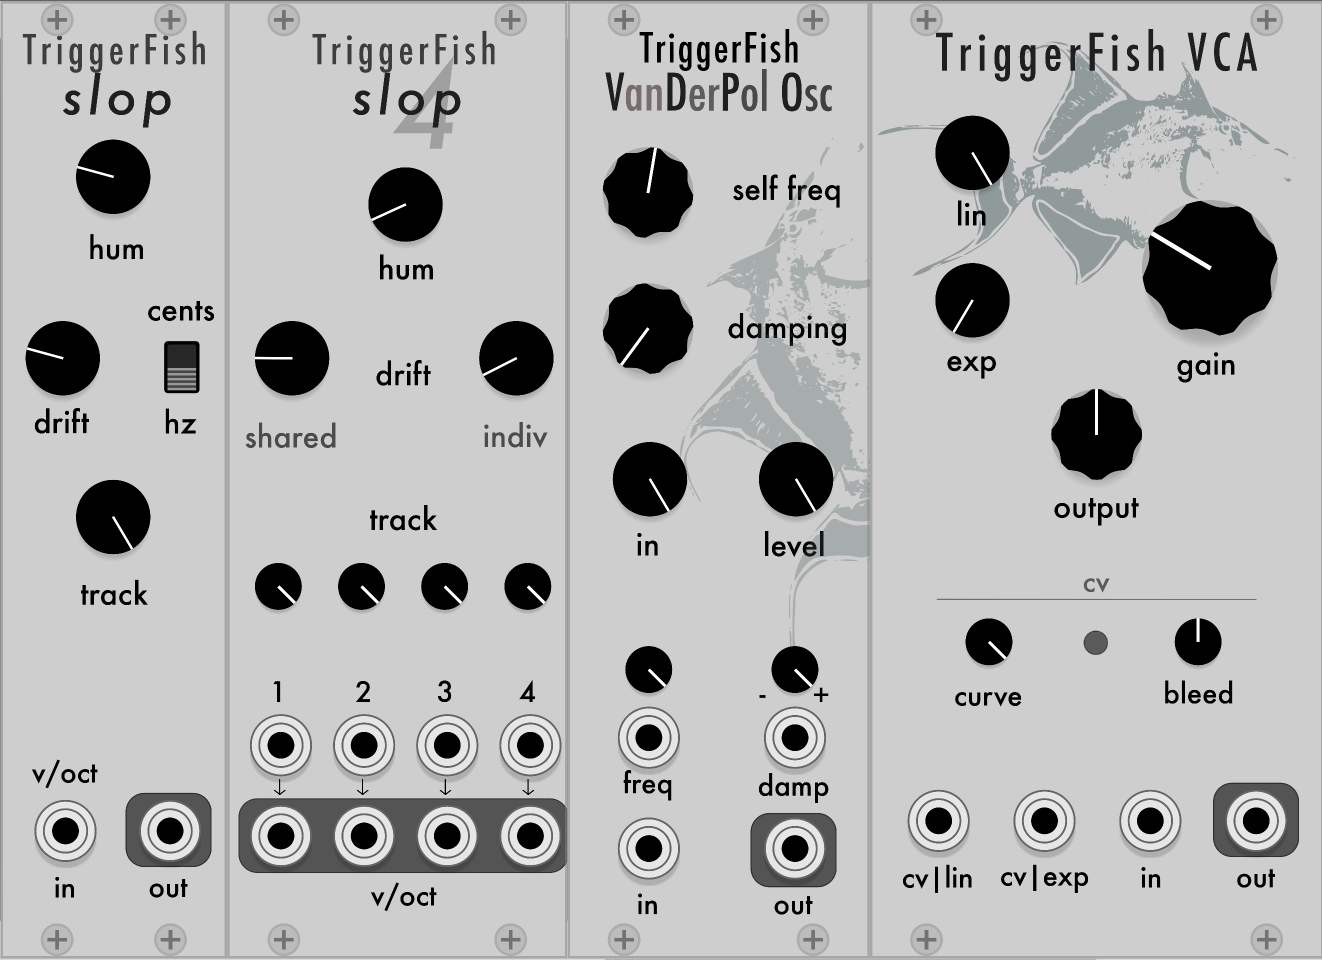 TriggerFish
slop
hum
cents
drift
hz
track
v/oct
in
out
TriggerFish
slop 4
hum
drift
shared
indiv
track
1 2 3 4
v/oct
TriggerFish
VanDerPol Osc
self freq
damping
in
level
- +
freq
damp
in
out
TriggerFish VCA
lin
exp
gain
output
cv
curve
bleed
cv|lin
cv|exp
in
out